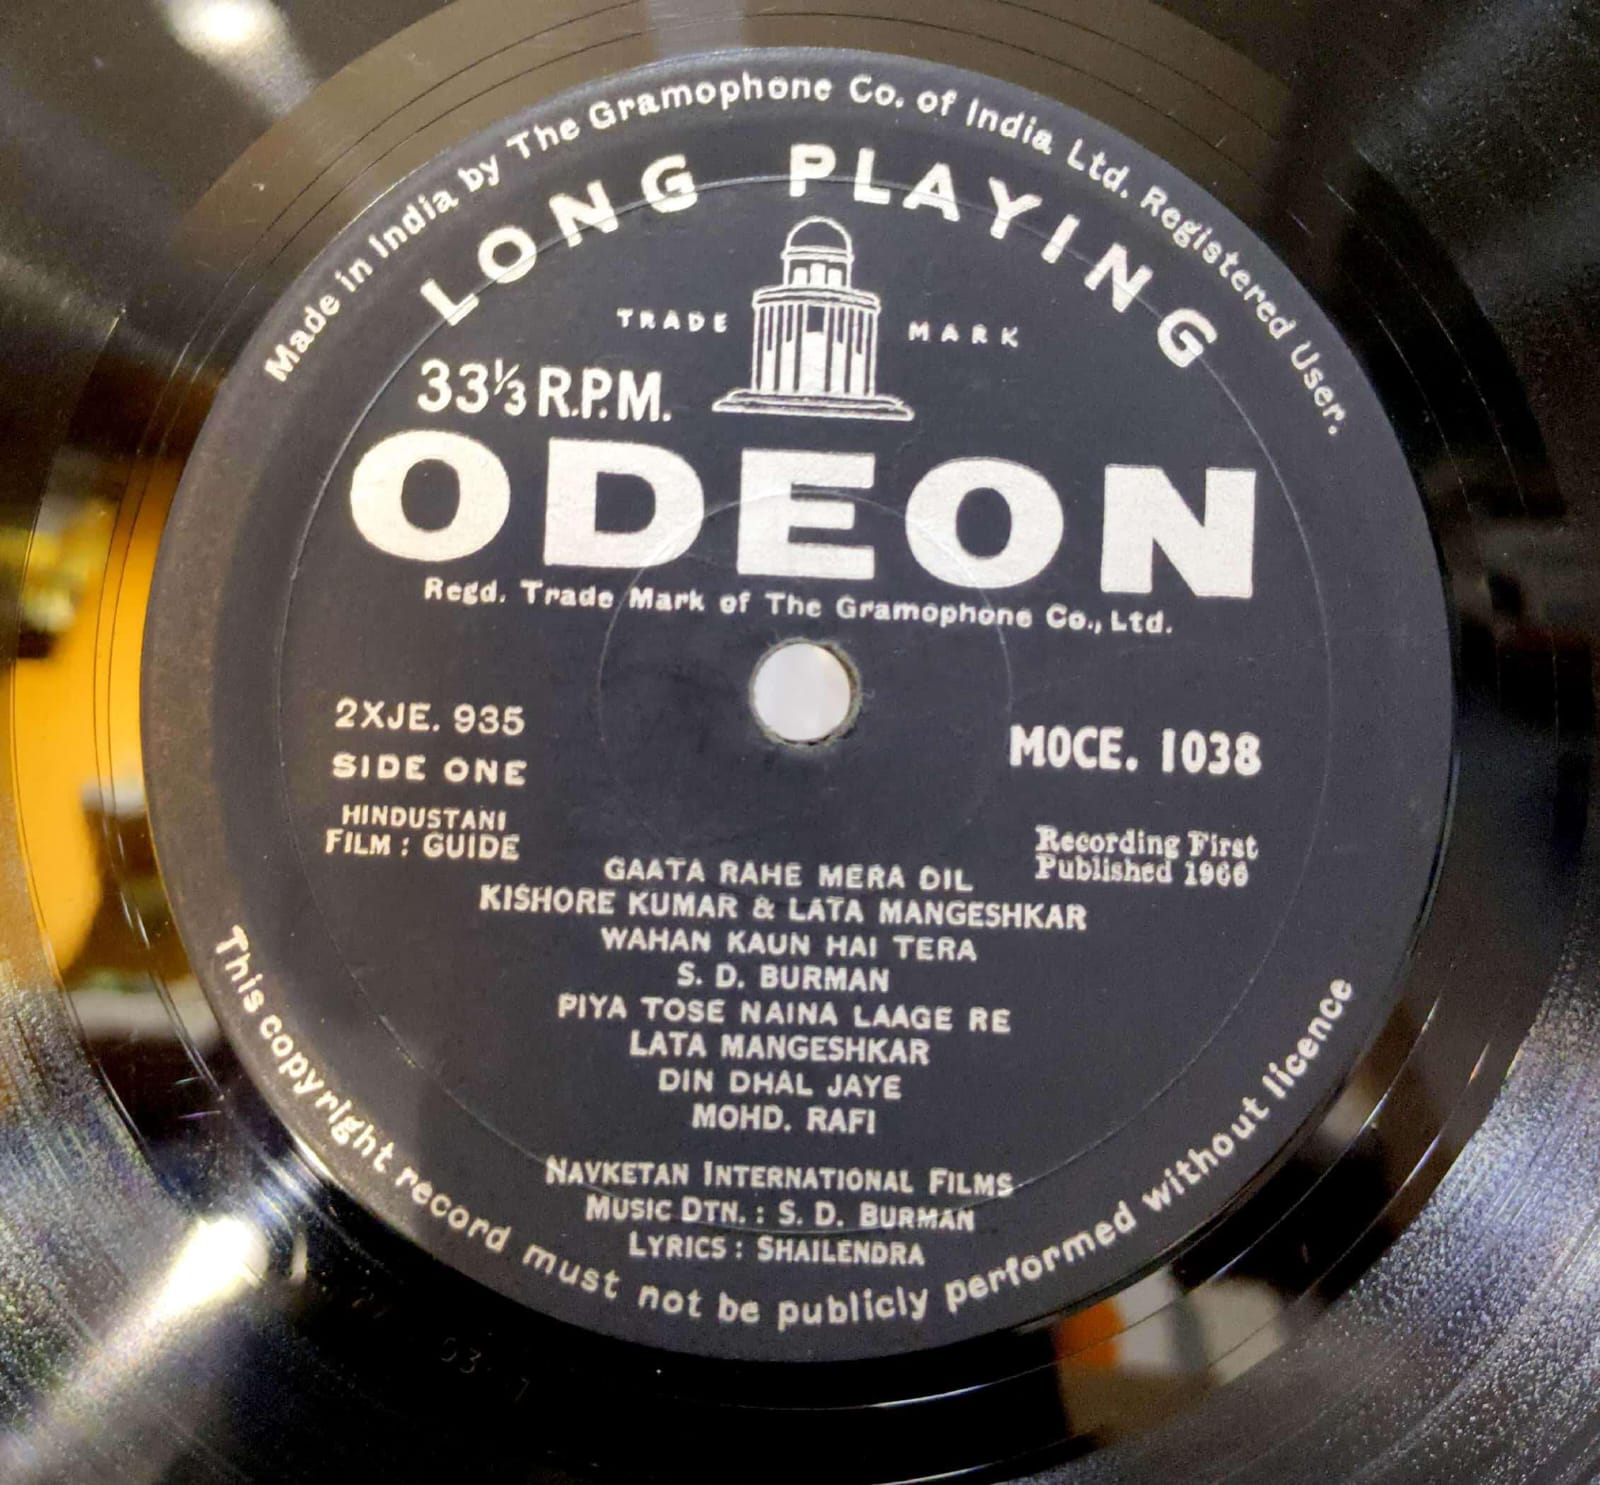 Made in India by The Gramophone Co. of India Ltd. Registered User.
LONG PLAYING
TRADE MARK
33⅓ R.P.M.
ODEON
Regd. Trade Mark of The Gramophone Co., Ltd.
2XJE. 935
MOCE. 1038
SIDE ONE
HINDUSTANI
FILM : GUIDE
Recording First
Published 1966
GAATA RAHE MERA DIL
KISHORE KUMAR & LATA MANGESHKAR
WAHAN KAUN HAI TERA
S. D. BURMAN
PIYA TOSE NAINA LAAGE RE
LATA MANGESHKAR
DIN DHAL JAYE
MOHD. RAFI
NAVKETAN INTERNATIONAL FILMS
MUSIC DTN. : S. D. BURMAN
LYRICS : SHAILENDRA
This copyright record must not be publicly performed without licence